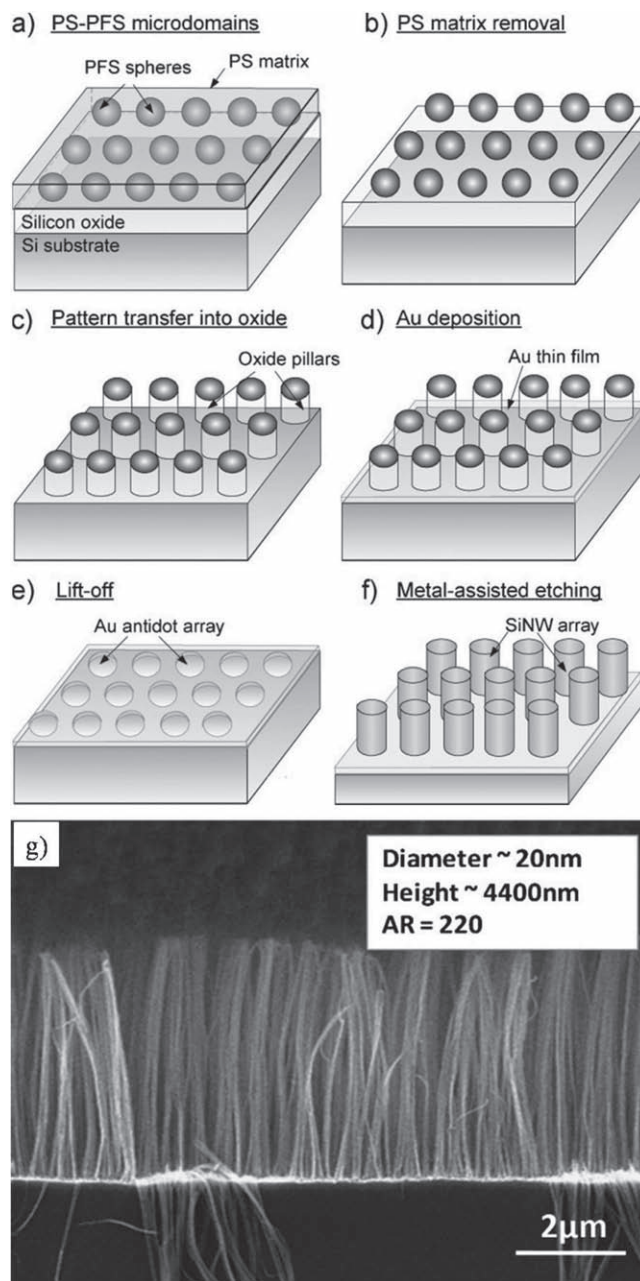 a) PS-PFS microdomains
PFS spheres
PS matrix
Silicon oxide
Si substrate
b) PS matrix removal
c) Pattern transfer into oxide
Oxide pillars
d) Au deposition
Au thin film
e) Lift-off
Au antidot array
f) Metal-assisted etching
SiNW array
g)
Diameter ~ 20nm
Height ~ 4400nm
AR = 220
2μm